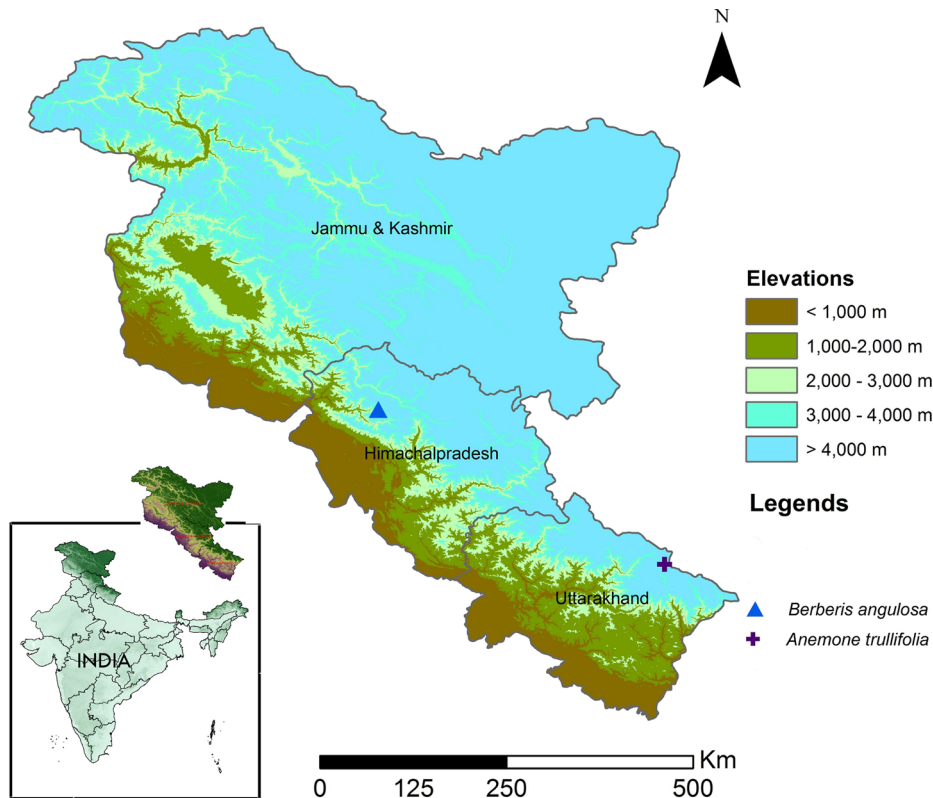 N
Jammu & Kashmir
Elevations
< 1,000 m
1,000-2,000 m
2,000 - 3,000 m
3,000 - 4,000 m
> 4,000 m
Himachalpradesh
Legends
Uttarakhand
Berberis angulosa
Anemone trullifolia
INDIA
Km
0 125 250 500